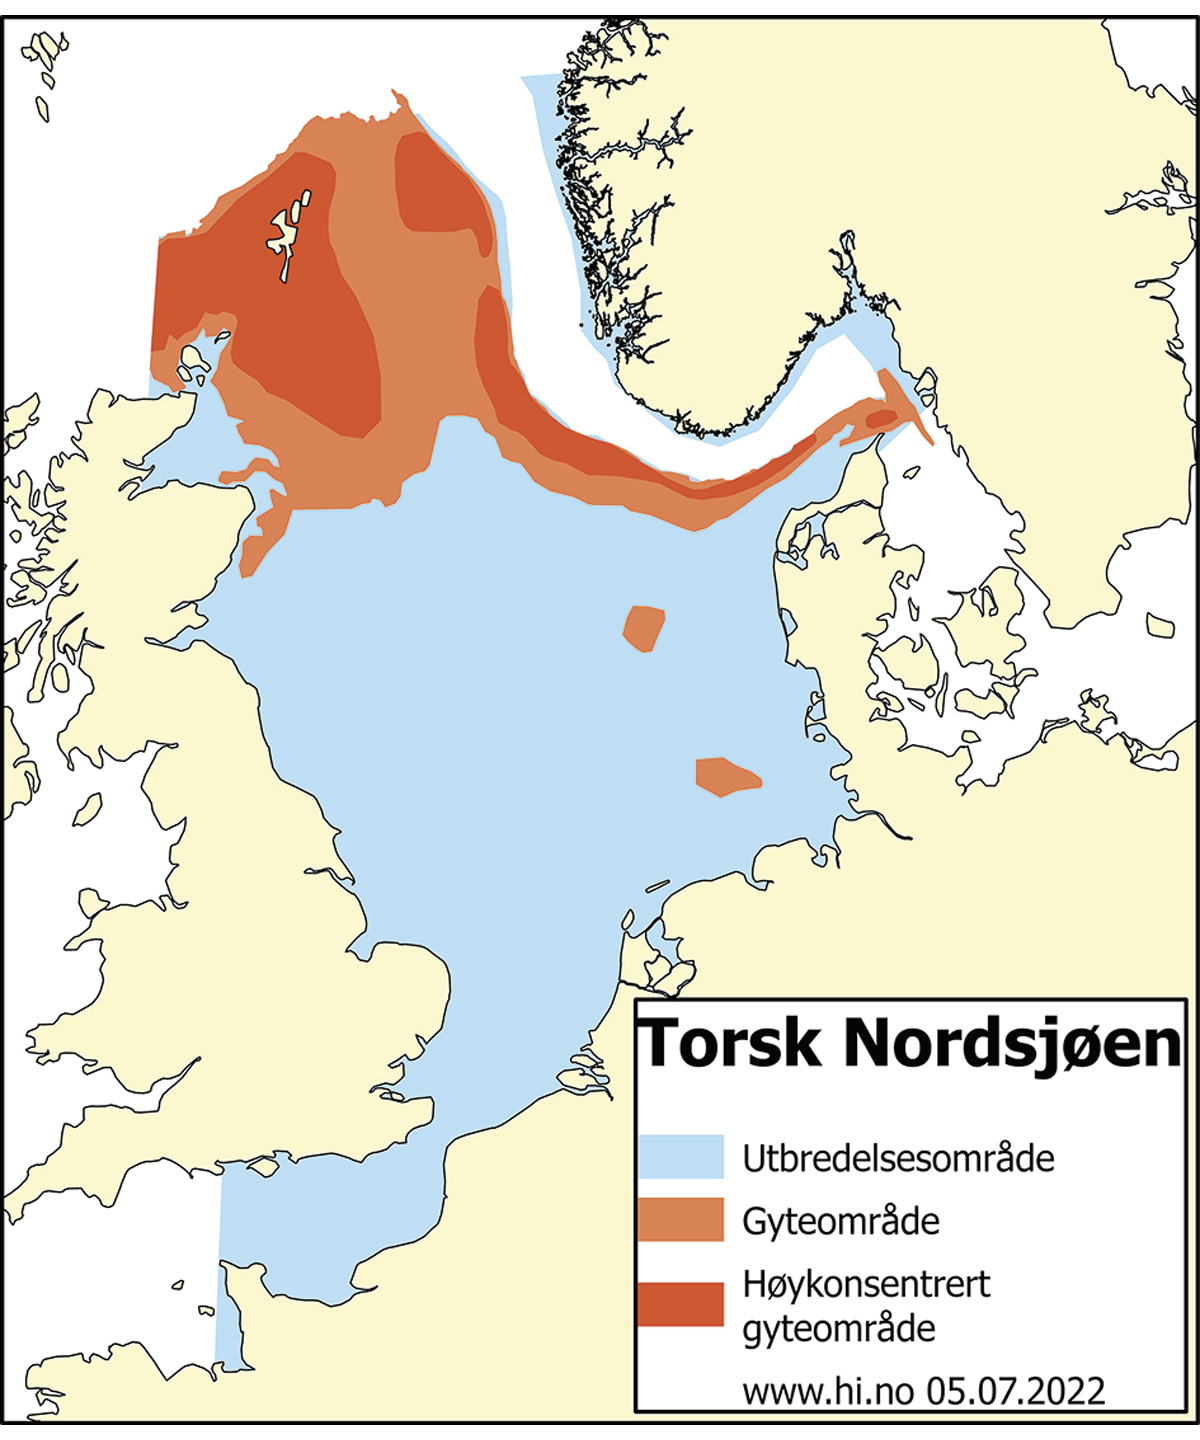 Torsk Nordsjøen
Utbredelsesområde
Gyteområde
Høykonsentrert
gyteområde
www.hi.no 05.07.2022